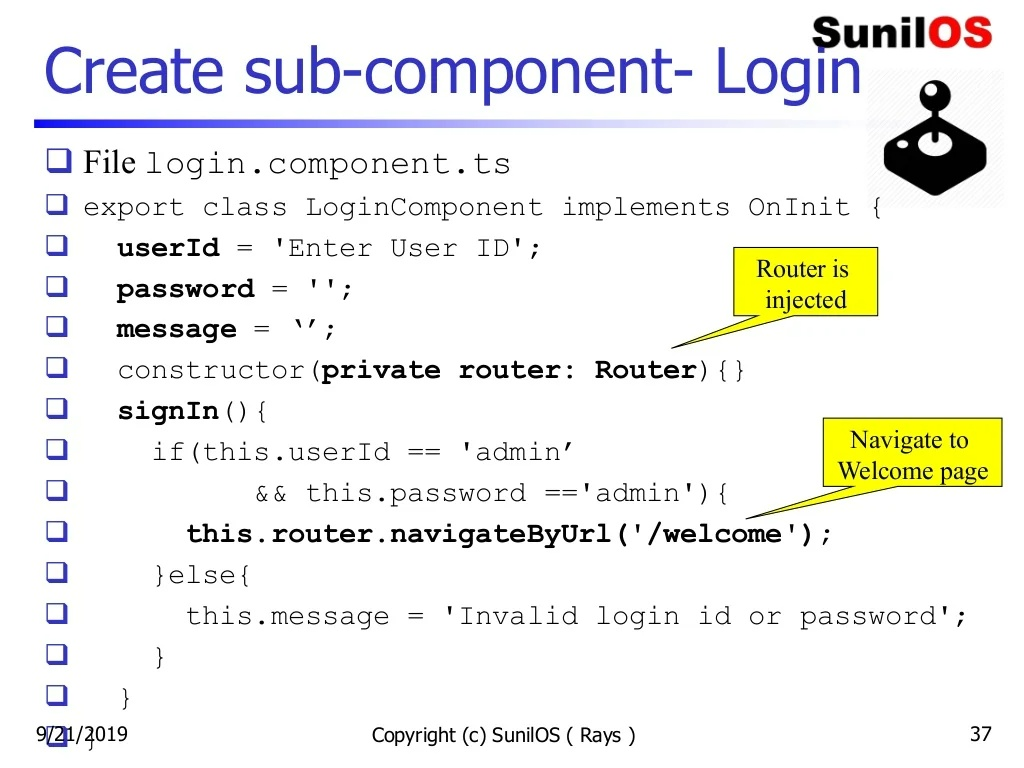 SunilOS
Create sub-component- Login
❑ File login.component.ts
❑ export class LoginComponent implements OnInit {
❑ userId = 'Enter User ID';
❑ password = '';
❑ message = ‘’;
❑ constructor(private router: Router){}
❑ signIn(){
❑ if(this.userId == 'admin’
❑ && this.password =='admin'){
❑ this.router.navigateByUrl('/welcome');
❑ }else{
❑ this.message = 'Invalid login id or password';
❑ }
❑ }
❑ }
Router is
injected
Navigate to
Welcome page
9/21/2019
Copyright (c) SunilOS ( Rays )
37